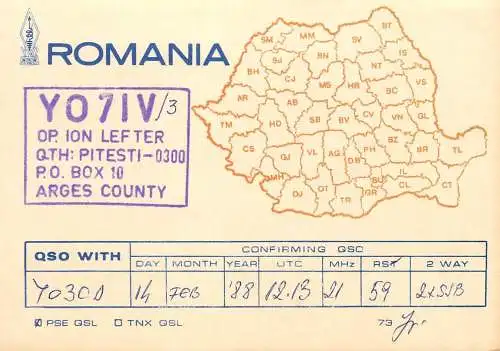 ROMANIA
YO7IV/3
OP. ION LEFTER
QTH: PITESTI-0300
P.O. BOX 10
ARGES COUNTY
SM MM SV BT
BH SJ BN NT IS
CJ VS
AR AB MS HR BC
TM HD SB BV CV VN GL
CS GJ VL AG DB PH BZ BR TL
MH IL
DJ OT TR GR CL CT
QSO WITH CONFIRMING QSO
DAY MONTH YEAR UTC MHz RST 2 WAY
YO3CD 14 FEB '88 12.13 21 59 2xSSB
PSE QSL TNX QSL 73